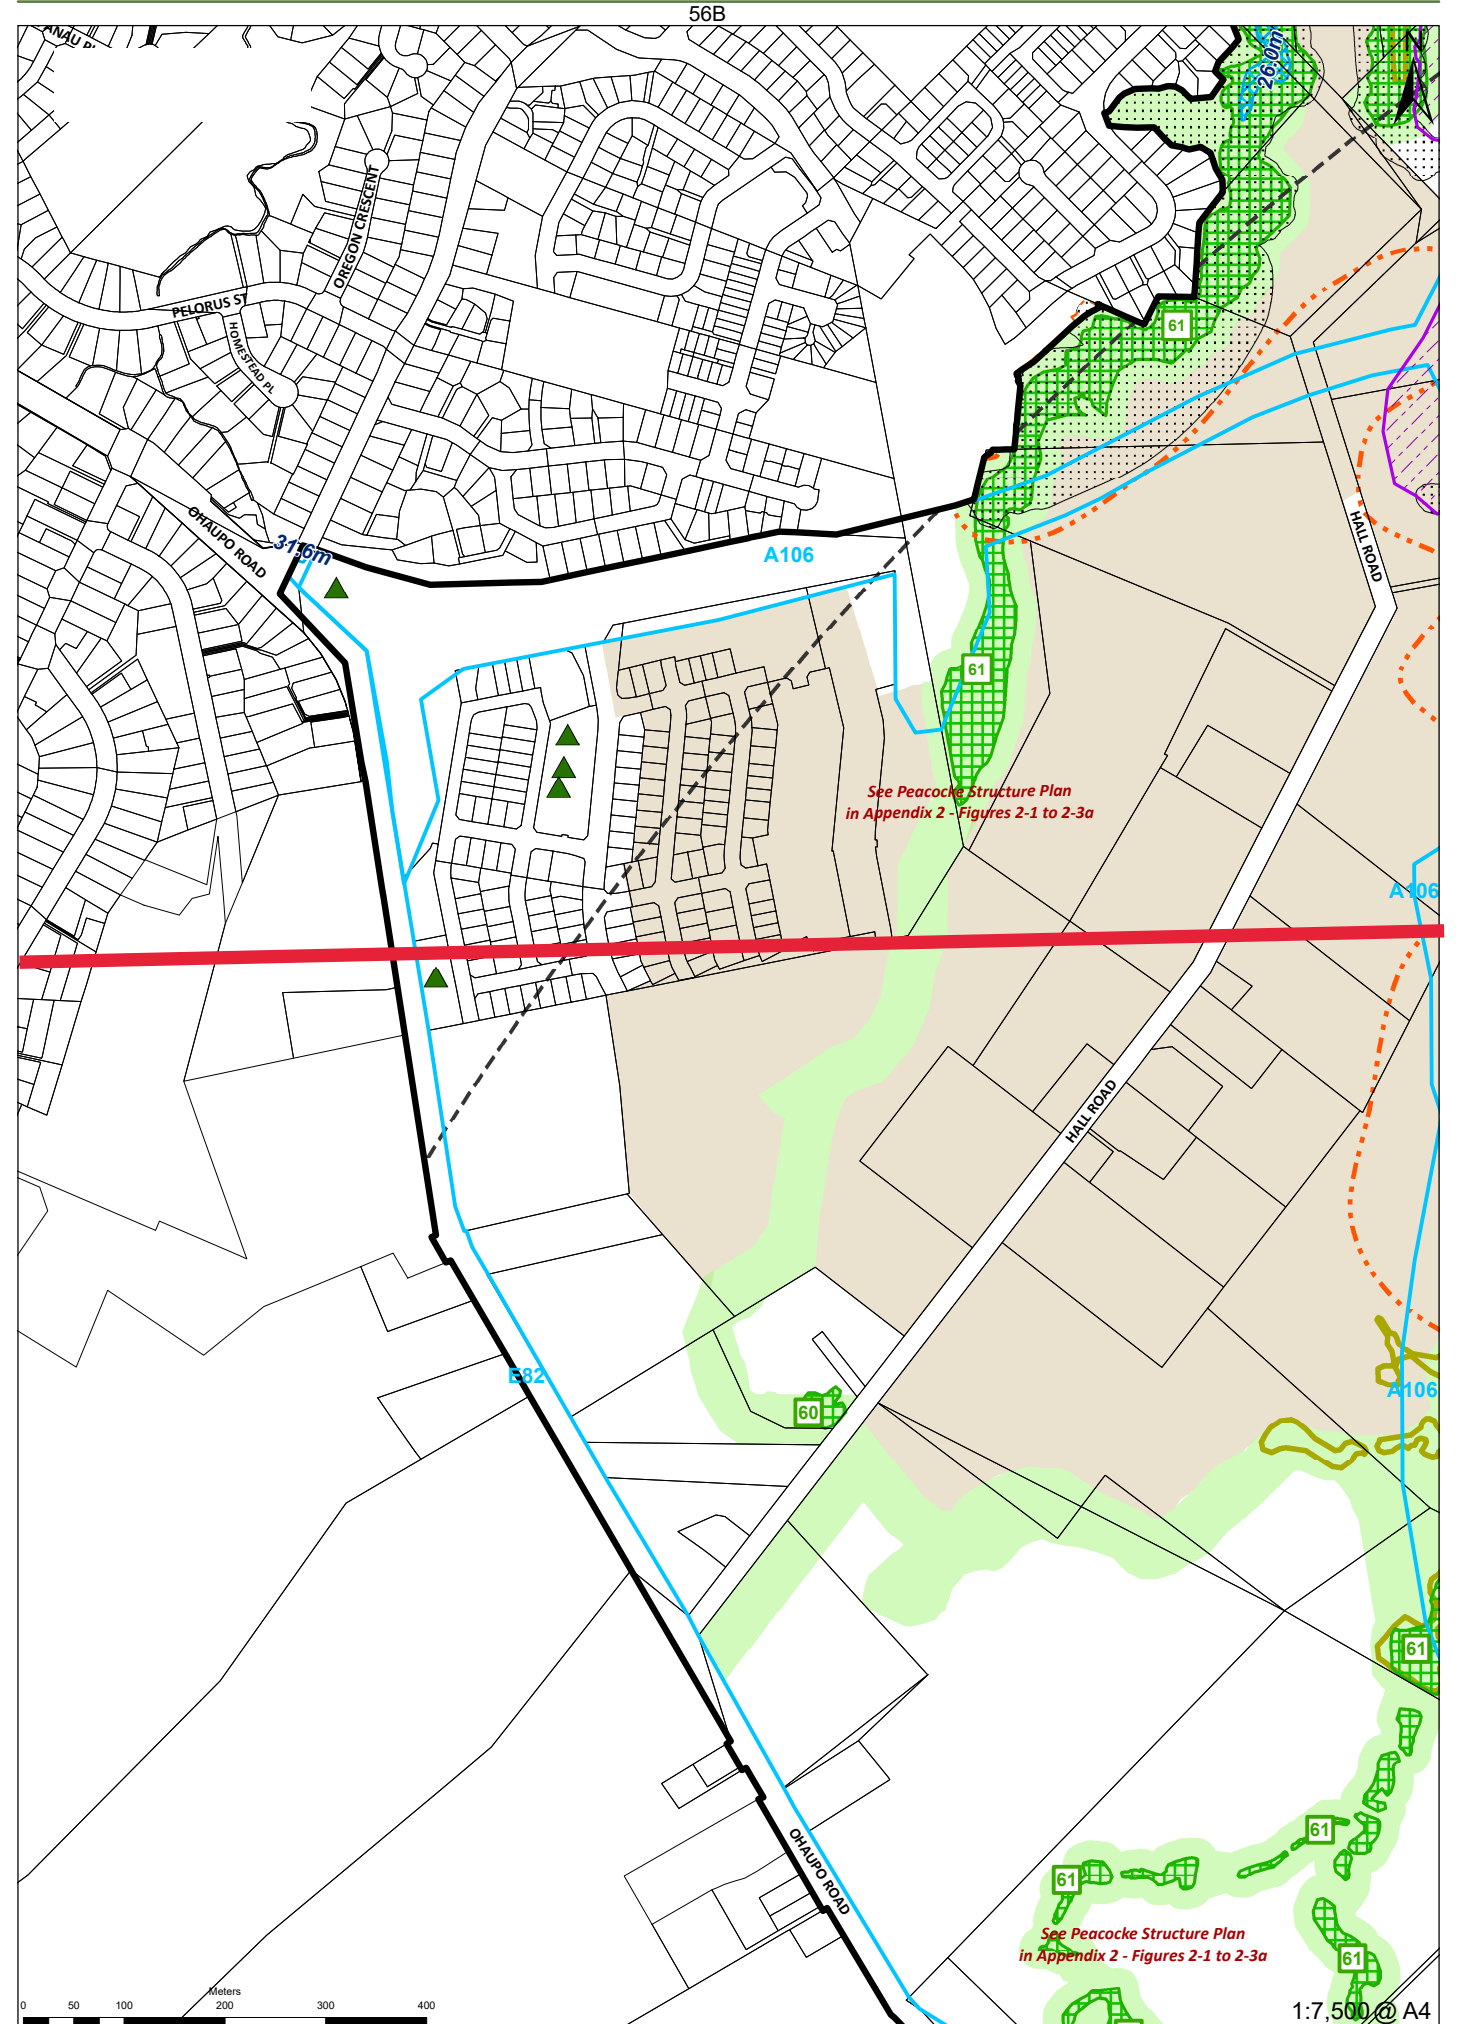 56B
26.0m
OREGON CRESCENT
PELORUS ST
HOMESTEAD PL
61
OHAUPO ROAD
31.6m
A106
HALL ROAD
61
See Peacocke Structure Plan
in Appendix 2 - Figures 2-1 to 2-3a
A106
HALL ROAD
E82
A106
60
61
61
OHAUPO ROAD
61
See Peacocke Structure Plan
in Appendix 2 - Figures 2-1 to 2-3a
61
Meters
0 50 100 200 300 400
1:7,500 @ A4